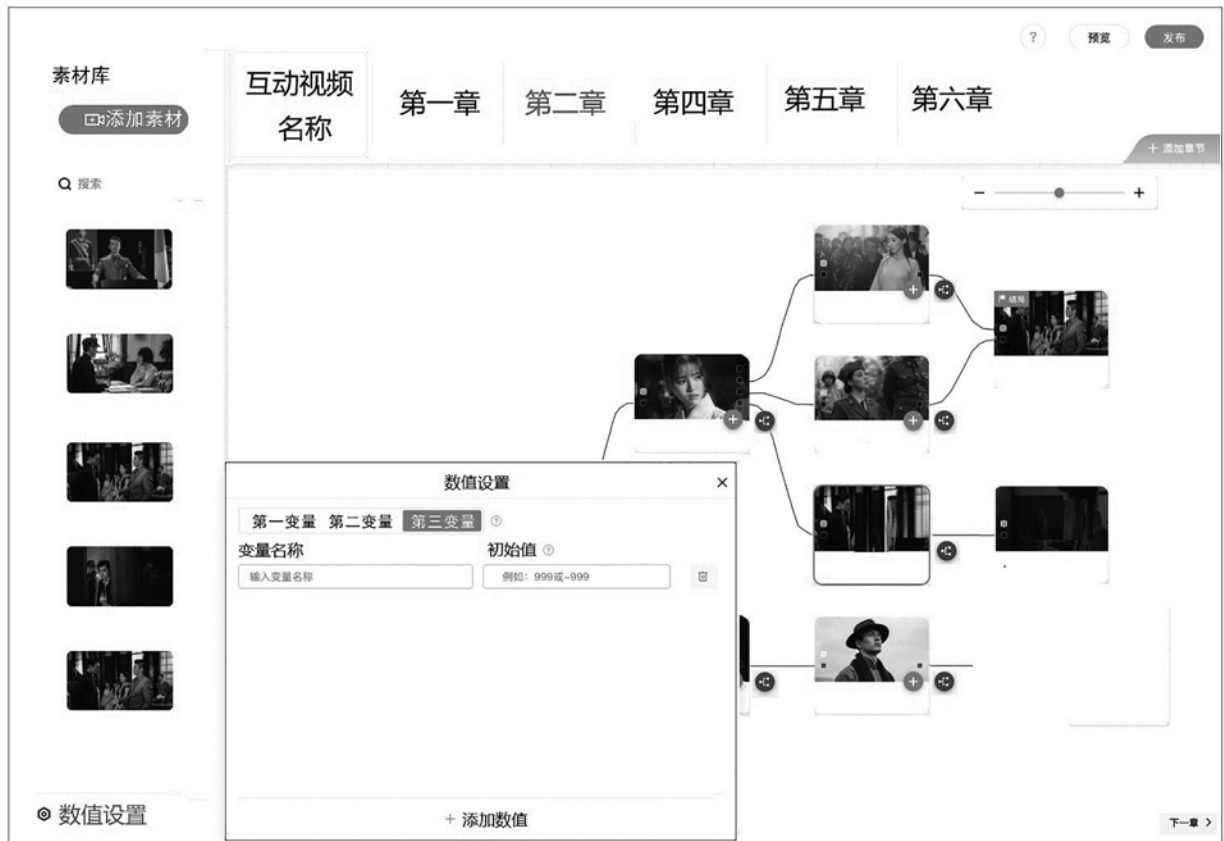 ?
预览
发布
素材库
添加素材
互动视频
名称
第一章
第二章
第四章
第五章
第六章
+ 添加章节
搜索
− +
结局
数值设置 ×
第一变量 第二变量 第三变量 ?
变量名称
初始值 ?
输入变量名称
例如：999或-999
+ 添加数值
数值设置
下一章 >